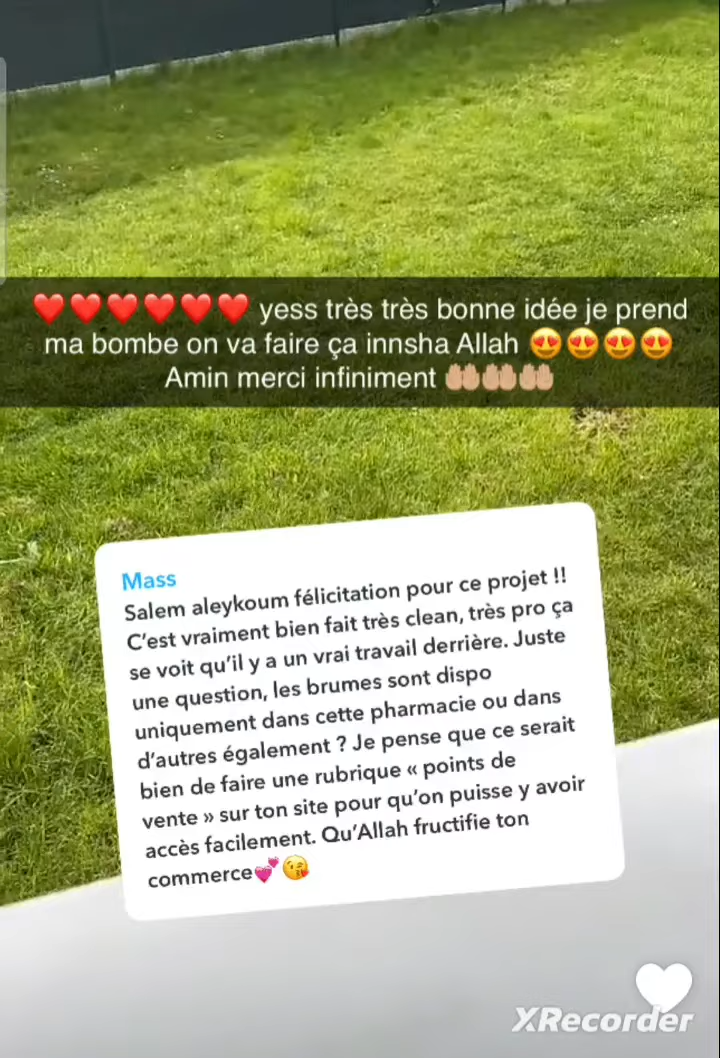 ❤️❤️❤️❤️❤️❤️ yess très très bonne idée je prend
ma bombe on va faire ça innsha Allah 😍😍😍😍
Amin merci infiniment 🤲🏼🤲🏼🤲🏼
Mass
Salem aleykoum félicitation pour ce projet !!
C'est vraiment bien fait très clean, très pro ça
se voit qu'il y a un vrai travail derrière. Juste
une question, les brumes sont dispo
uniquement dans cette pharmacie ou dans
d'autres également ? Je pense que ce serait
bien de faire une rubrique « points de
vente » sur ton site pour qu'on puisse y avoir
accès facilement. Qu'Allah fructifie ton
commerce💞😘
XRecorder